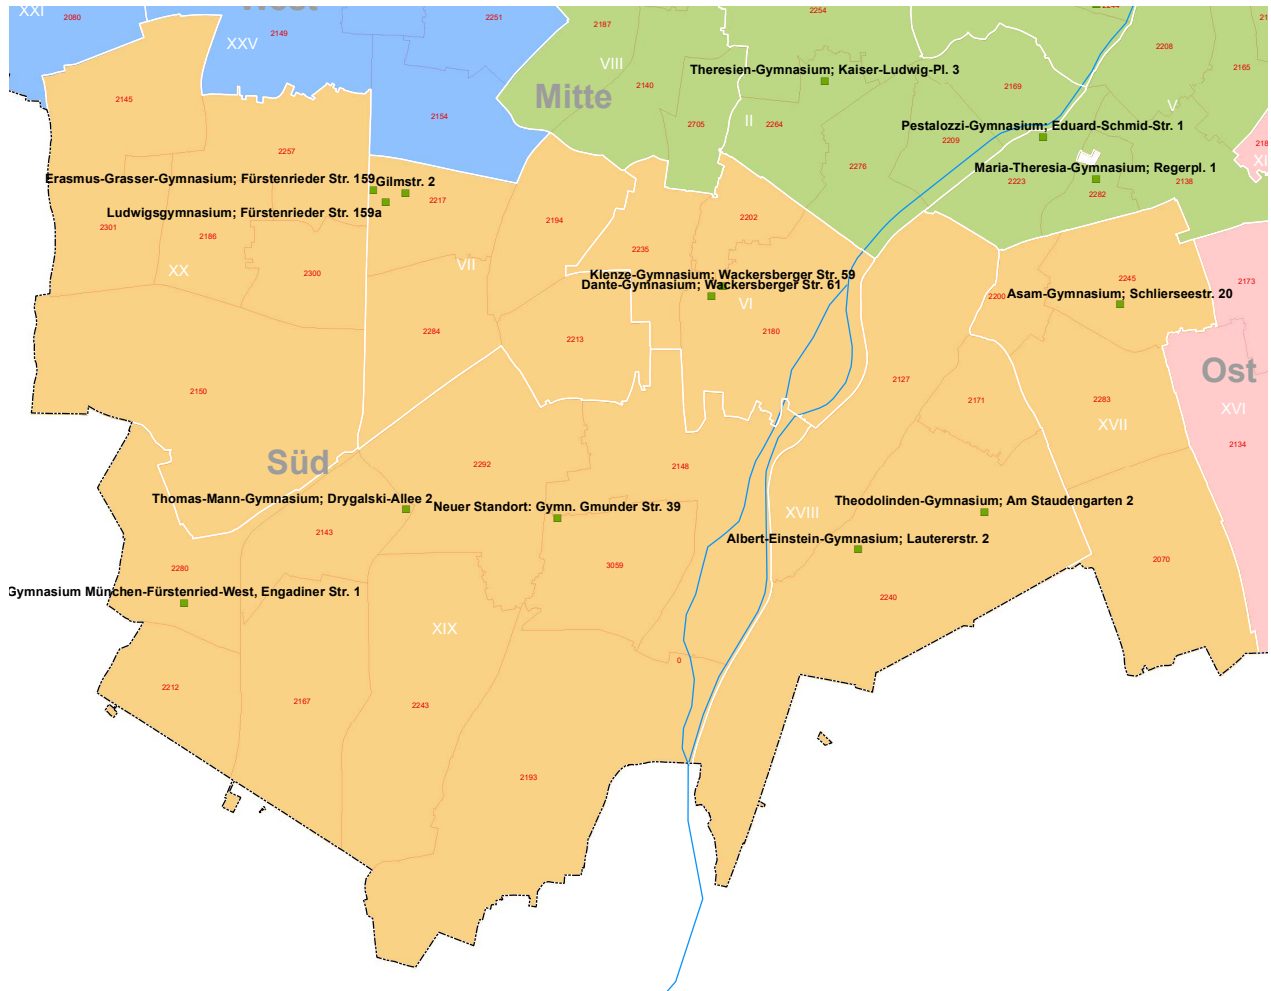 XXI
2080
West
2149
XXV
2251
2187
2254
2244
2208
VIII
Theresien-Gymnasium; Kaiser-Ludwig-Pl. 3
2165
Mitte
2140
2169
2145
2154
2705
II
2264
V
Pestalozzi-Gymnasium; Eduard-Schmid-Str. 1
2209
2257
2276
Maria-Theresia-Gymnasium; Regerpl. 1
Erasmus-Grasser-Gymnasium; Fürstenrieder Str. 159
Gilmstr. 2
2223
2282
2138
2217
Ludwigsgymnasium; Fürstenrieder Str. 159a
2194
2202
2301
2186
2235
XX
VII
2300
Klenze-Gymnasium; Wackersberger Str. 59
Dante-Gymnasium; Wackersberger Str. 61
2245
2173
2200
Asam-Gymnasium; Schlierseestr. 20
VI
2284
2213
2180
Ost
2127
2150
2171
2283
XVI
XVII
2134
Süd
2292
2148
Thomas-Mann-Gymnasium; Drygalski-Allee 2
Neuer Standort: Gymn. Gmunder Str. 39
Theodolinden-Gymnasium; Am Staudengarten 2
XVIII
2143
Albert-Einstein-Gymnasium; Lautererstr. 2
2280
3059
2070
Gymnasium München-Fürstenried-West, Engadiner Str. 1
2240
XIX
0
2212
2167
2243
2193